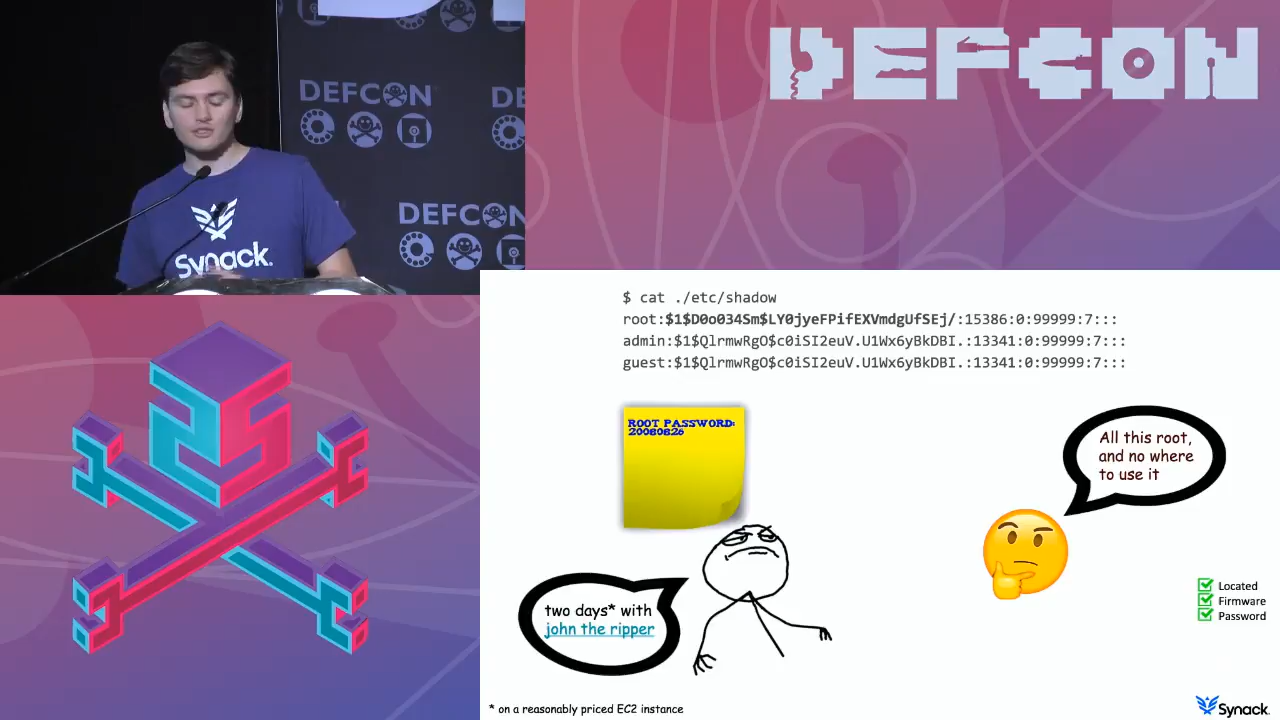 DEFCON
DEFCON
DE
DEFCON
Synack.
$ cat ./etc/shadow
root:$1$D0o034Sm$LY0jyeFPifEXVmdgUfSEj/:15386:0:99999:7:::
admin:$1$QlrmwRgO$c0iSI2euV.U1Wx6yBkDBI.:13341:0:99999:7:::
guest:$1$QlrmwRgO$c0iSI2euV.U1Wx6yBkDBI.:13341:0:99999:7:::
ROOT PASSWORD:
20080826
All this root,
and no where
to use it
two days* with
john the ripper
Located
Firmware
Password
* on a reasonably priced EC2 instance
Synack.